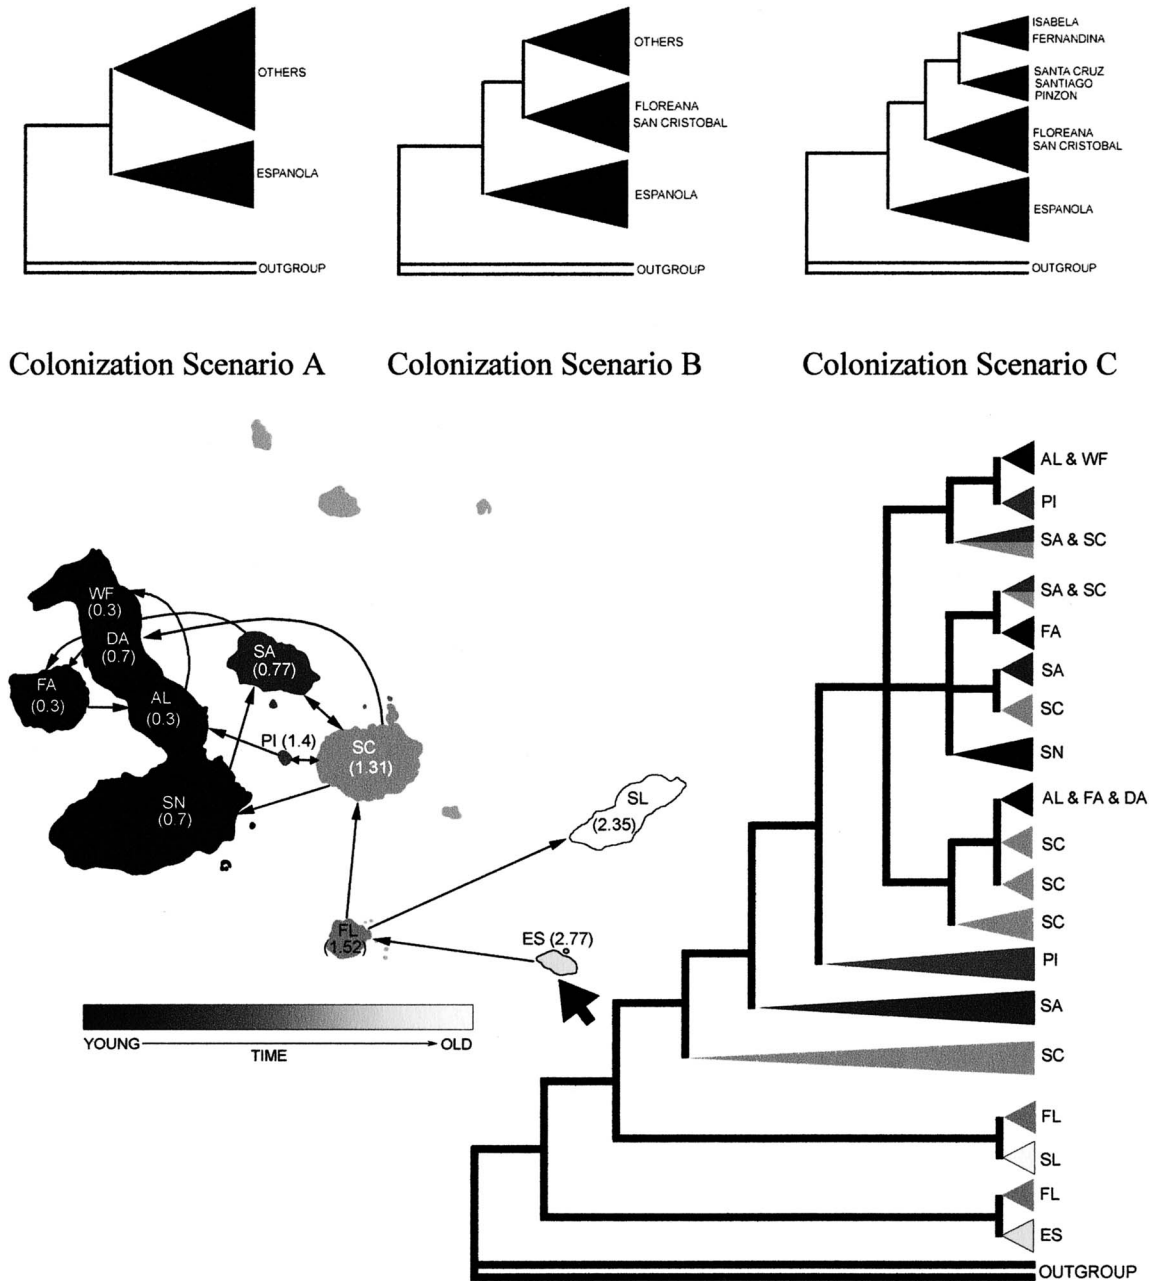 OTHERS
ESPANOLA
OUTGROUP
OTHERS
FLOREANA
SAN CRISTOBAL
ESPANOLA
OUTGROUP
ISABELA
FERNANDINA
SANTA CRUZ
SANTIAGO
PINZON
FLOREANA
SAN CRISTOBAL
ESPANOLA
OUTGROUP
Colonization Scenario A
Colonization Scenario B
Colonization Scenario C
WF
(0.3)
DA
(0.7)
FA
(0.3)
AL
(0.3)
SA
(0.77)
PI (1.4)
SC
(1.31)
SN
(0.7)
SL
(2.35)
FL
(1.52)
ES (2.77)
YOUNG
OLD
TIME
AL & WF
PI
SA & SC
SA & SC
FA
SA
SC
SN
AL & FA & DA
SC
SC
SC
PI
SA
SC
FL
SL
FL
ES
OUTGROUP